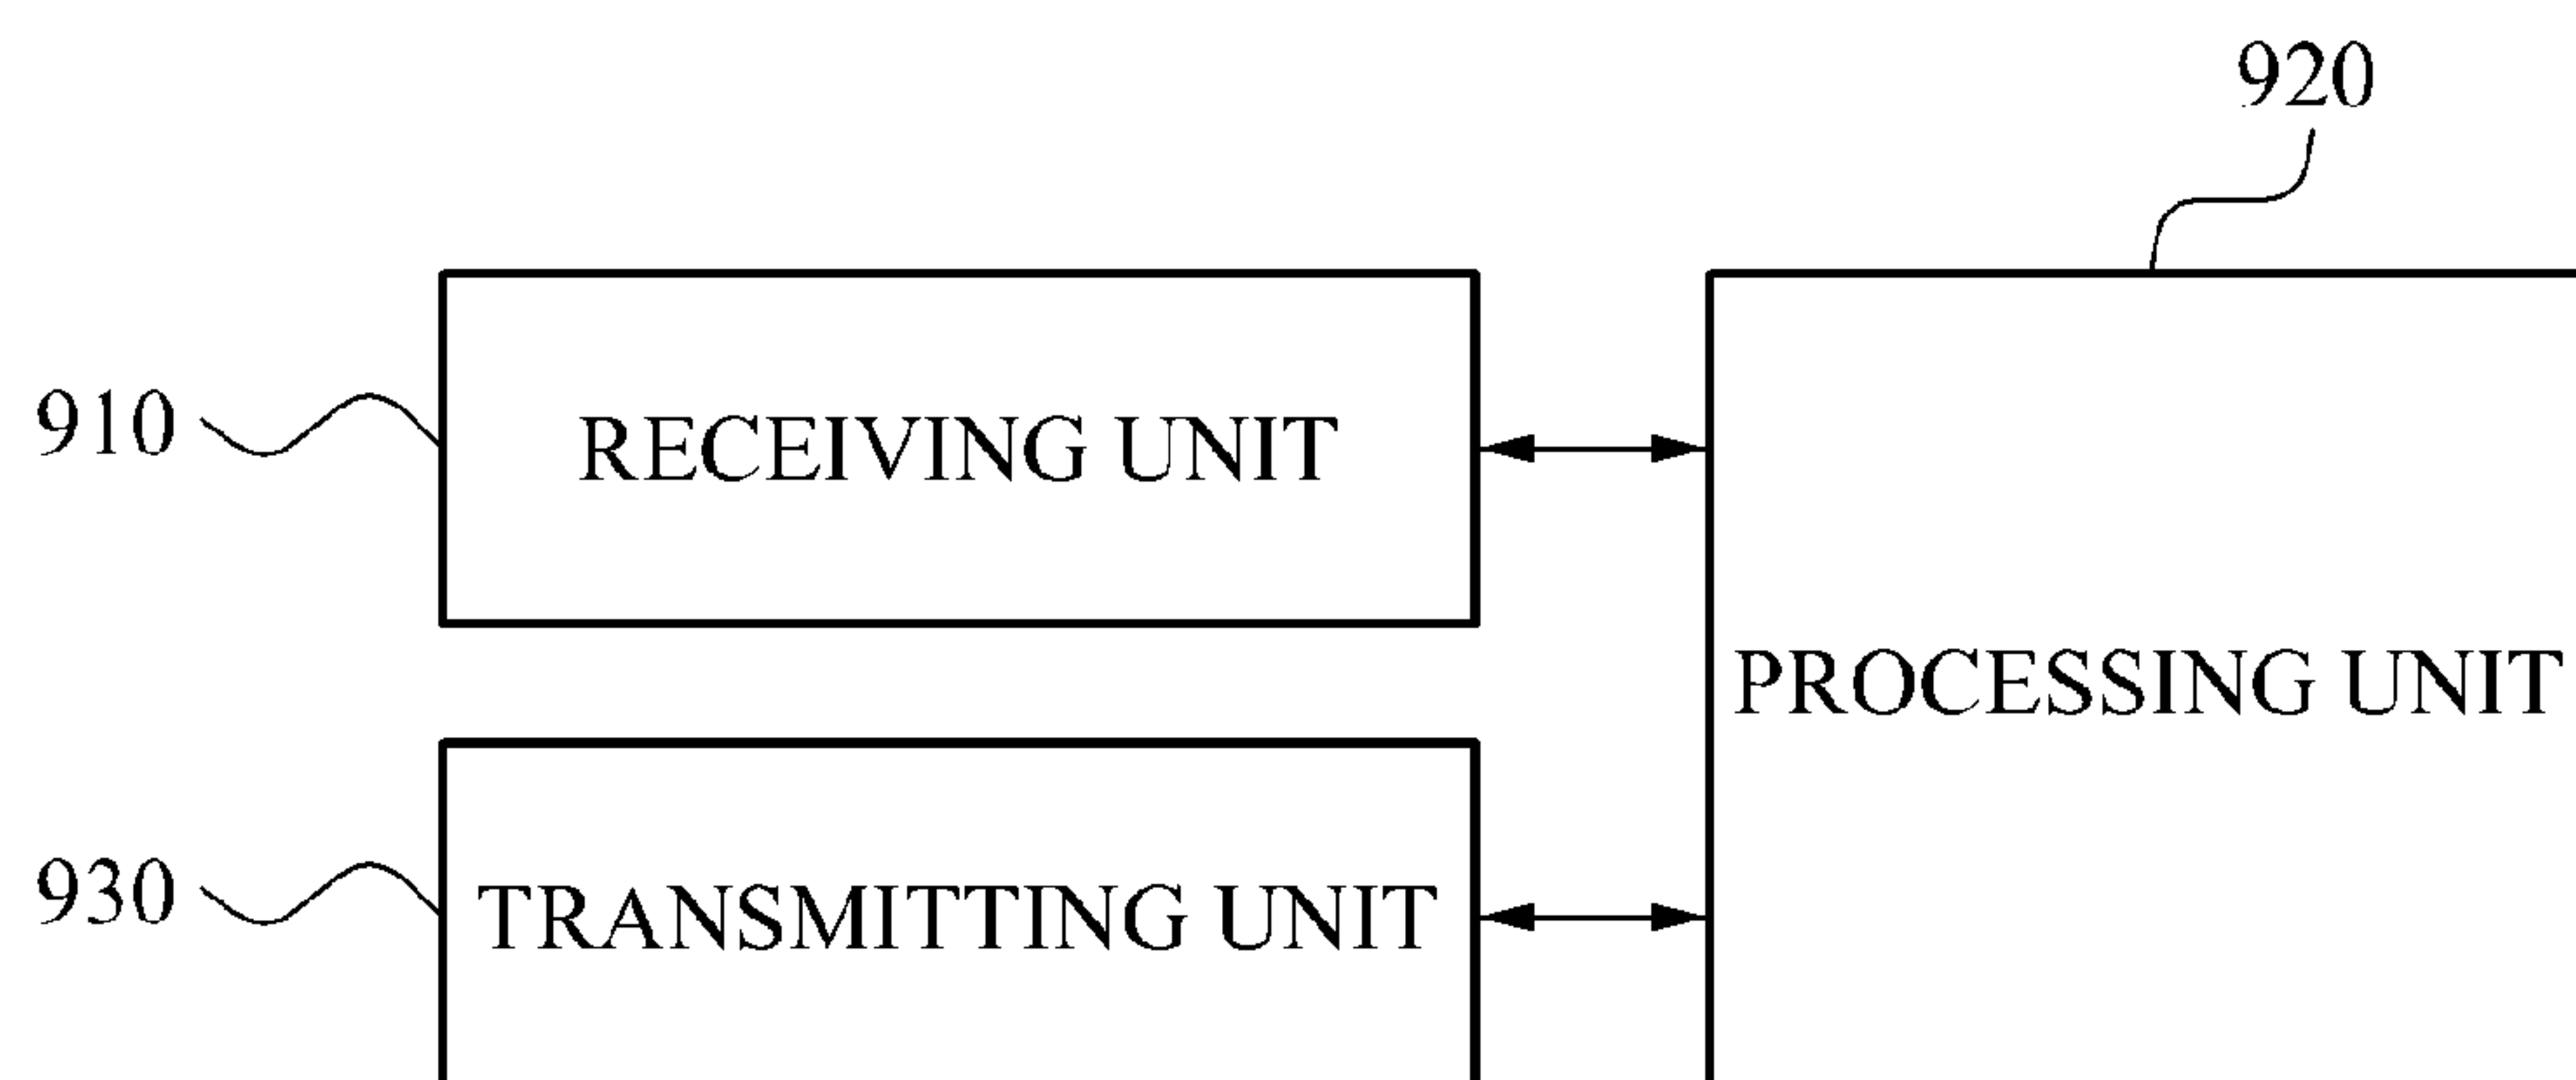 920
910
RECEIVING UNIT
PROCESSING UNIT
930
TRANSMITTING UNIT